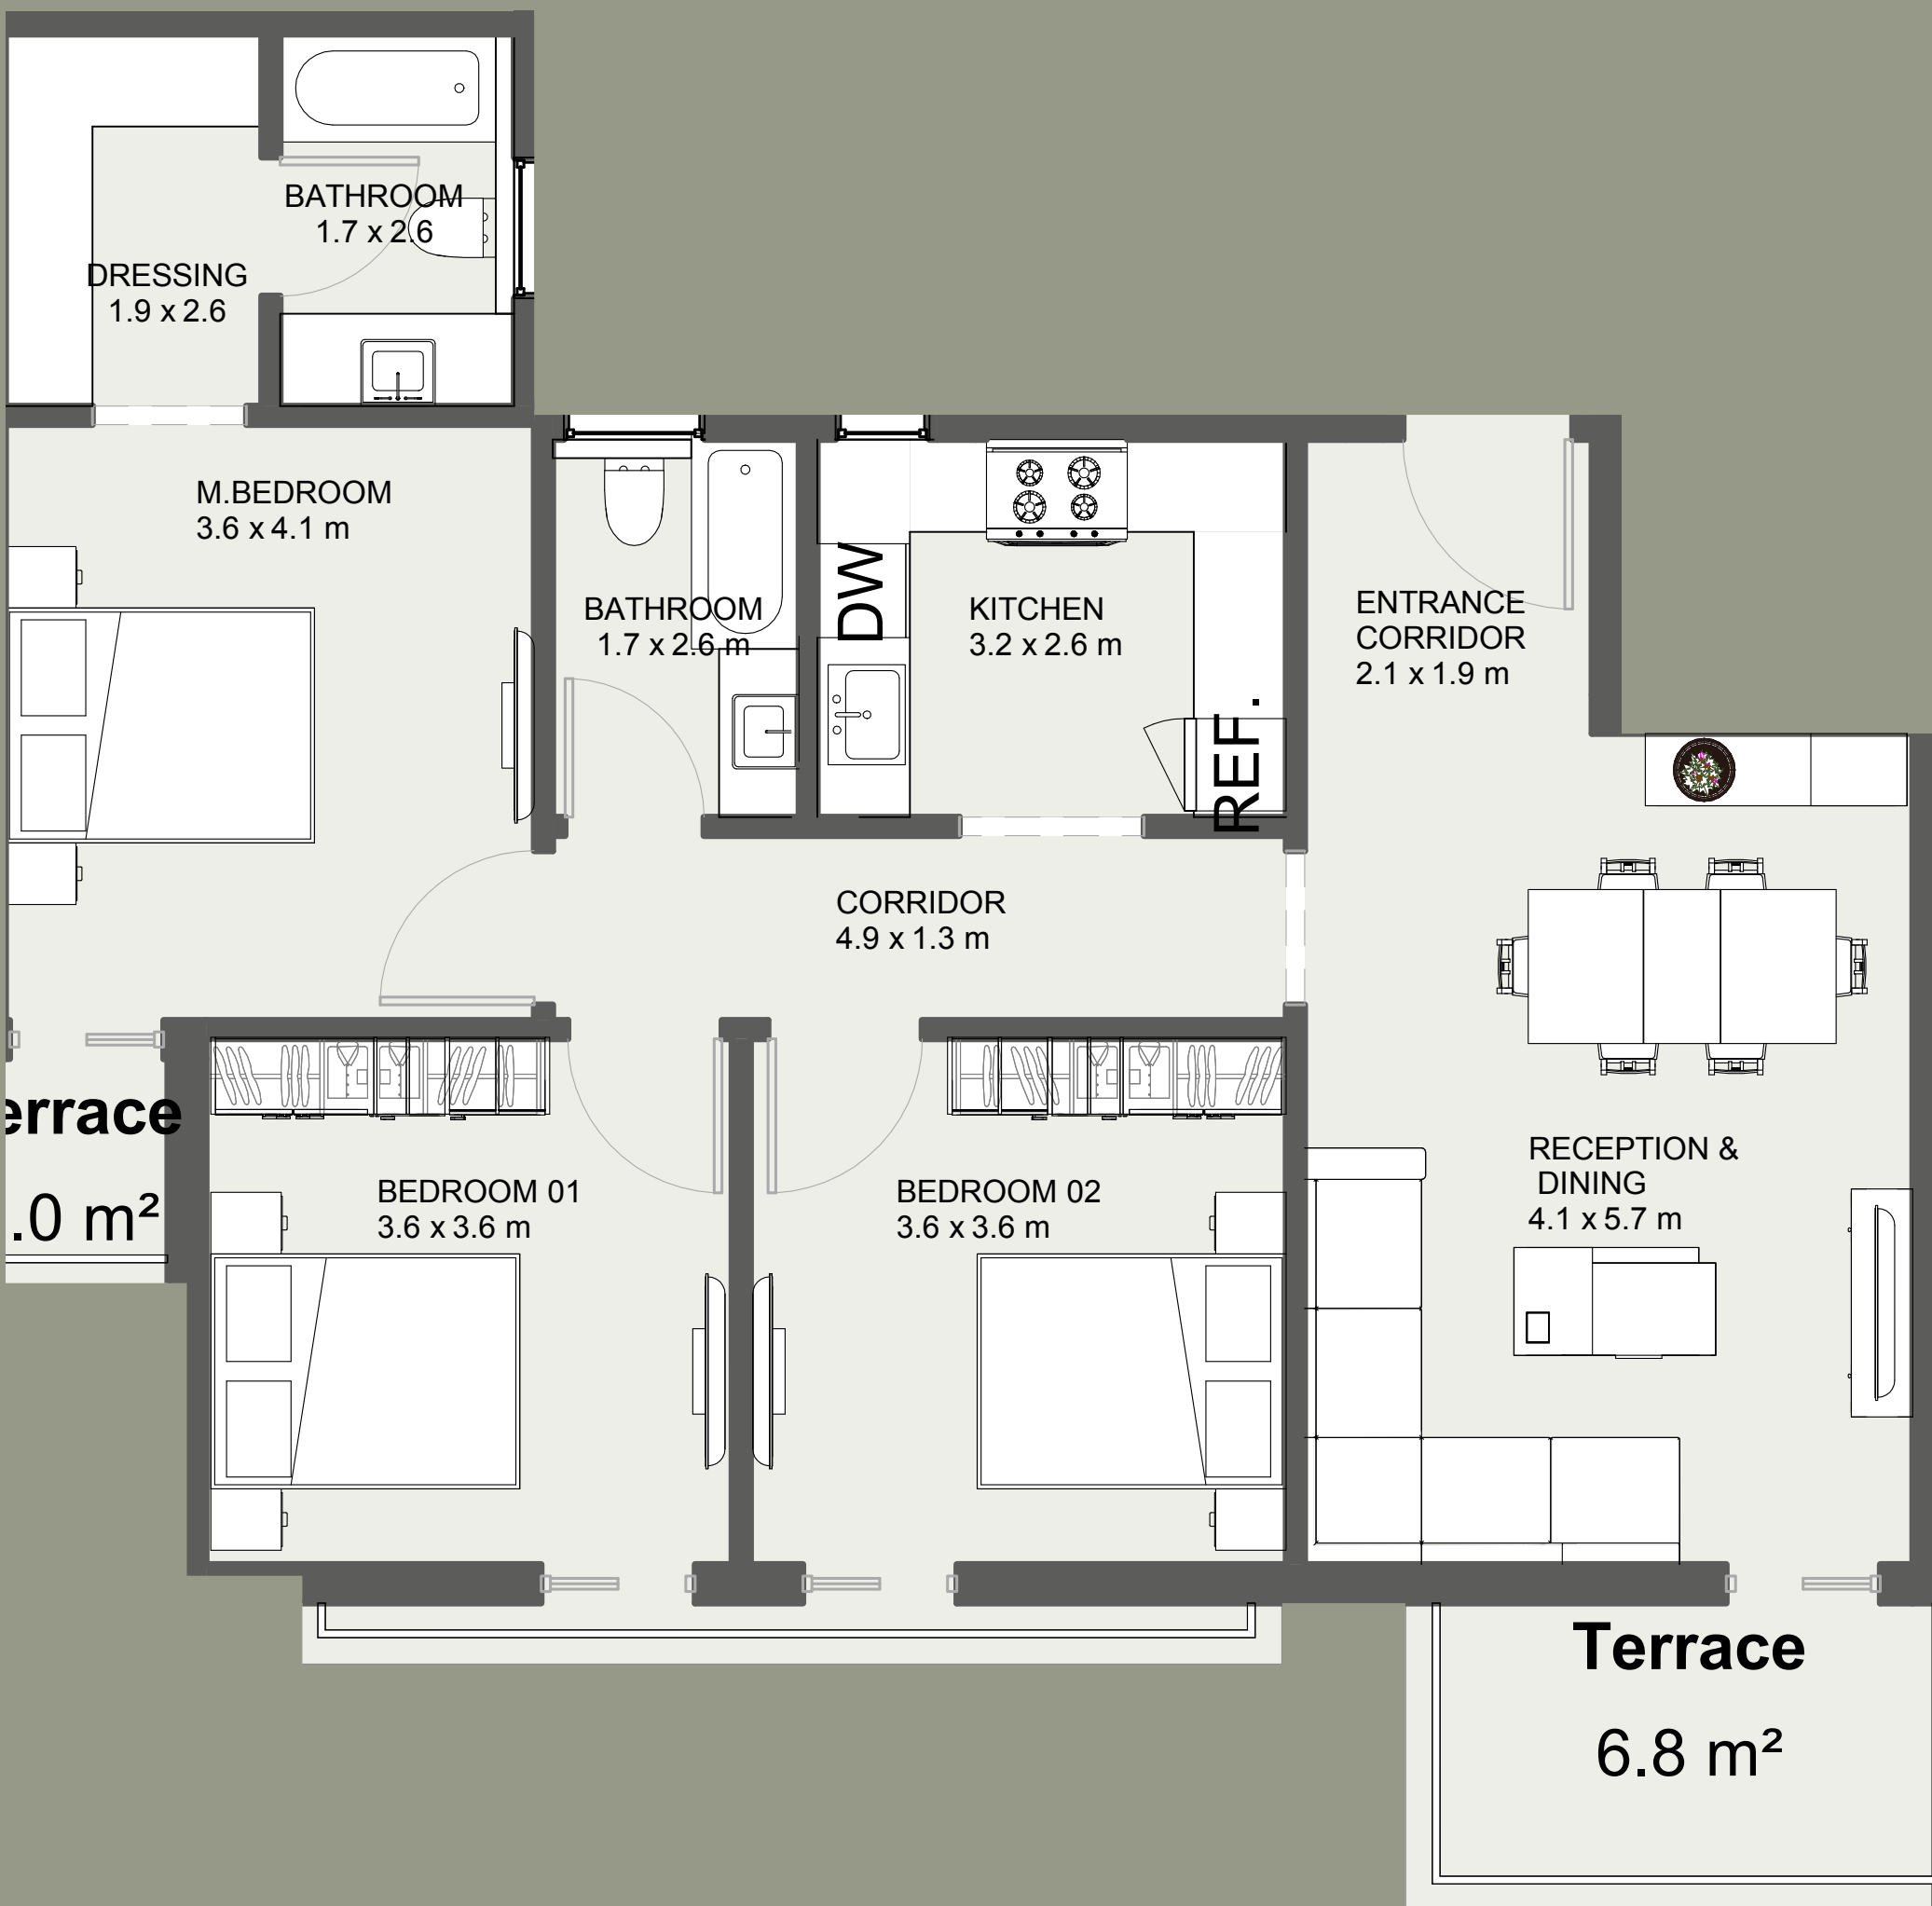 BATHROOM
1.7 x 2.6
DRESSING
1.9 x 2.6
M.BEDROOM
3.6 x 4.1 m
BATHROOM
1.7 x 2.6 m
DW
KITCHEN
3.2 x 2.6 m
REF.
ENTRANCE
CORRIDOR
2.1 x 1.9 m
CORRIDOR
4.9 x 1.3 m
errace
.0 m²
BEDROOM 01
3.6 x 3.6 m
BEDROOM 02
3.6 x 3.6 m
RECEPTION &
DINING
4.1 x 5.7 m
Terrace
6.8 m²